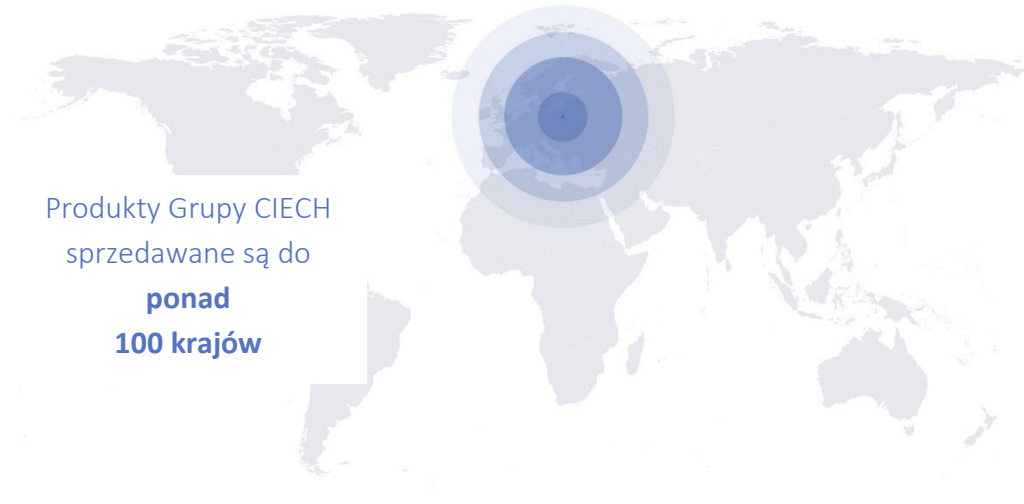 Produkty Grupy CIECH
sprzedawane są do
ponad
100 krajów